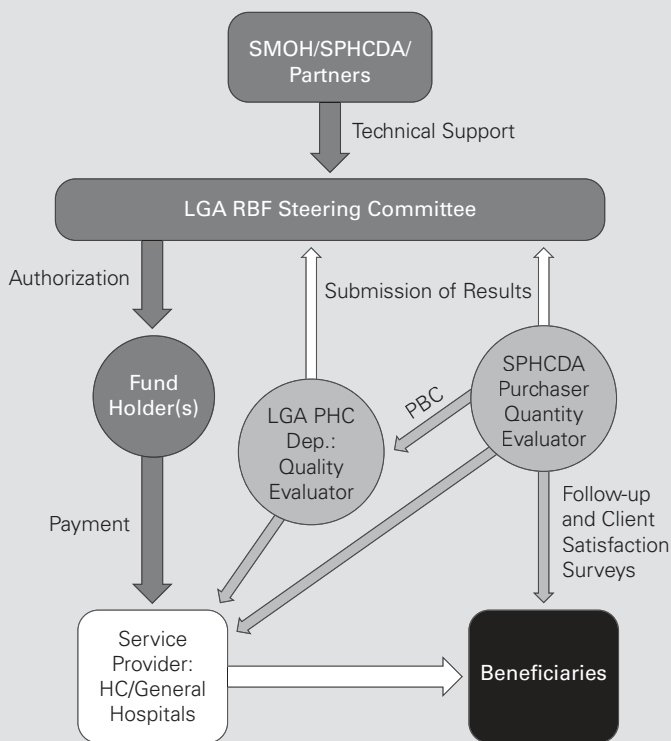 SMOH/SPHCDA/
Partners
Technical Support
LGA RBF Steering Committee
Authorization
Submission of Results
Fund
Holder(s)
LGA PHC
Dep.:
Quality
Evaluator
PBC
SPHCDA
Purchaser
Quantity
Evaluator
Payment
Follow-up
and Client
Satisfaction
Surveys
Service
Provider:
HC/General
Hospitals
Beneficiaries